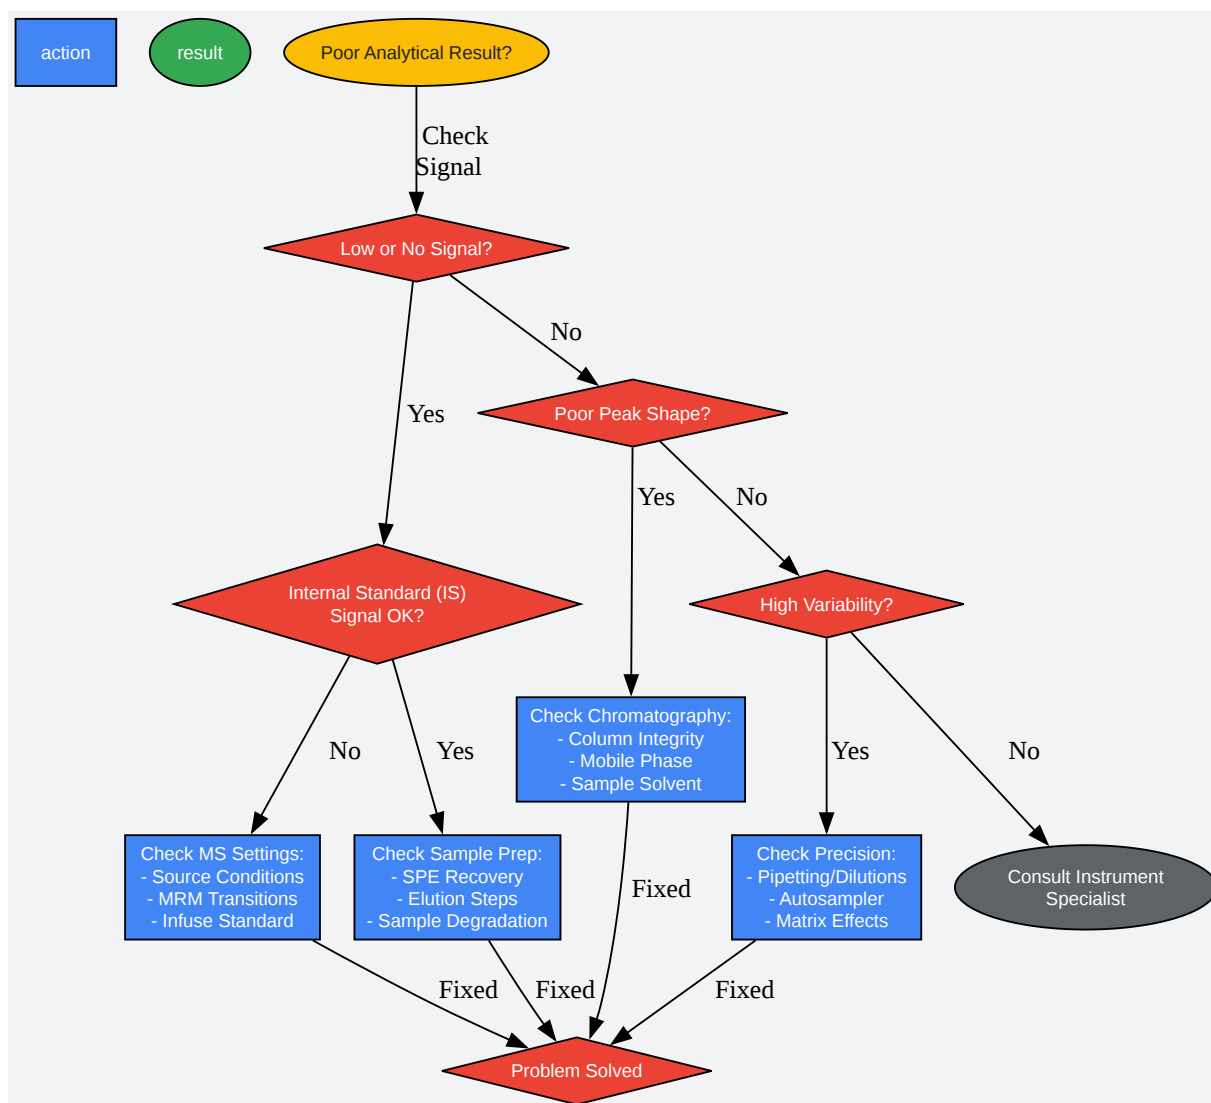 action
result
Poor Analytical Result?
Check
Signal
Low or No Signal?
No
Yes
Poor Peak Shape?
Yes
No
Internal Standard (IS)
Signal OK?
High Variability?
No
Yes
Check Chromatography:
- Column Integrity
- Mobile Phase
- Sample Solvent
Yes
No
Check MS Settings:
- Source Conditions
- MRM Transitions
- Infuse Standard
Check Sample Prep:
- SPE Recovery
- Elution Steps
- Sample Degradation
Fixed
Check Precision:
- Pipetting/Dilutions
- Autosampler
- Matrix Effects
Consult Instrument
Specialist
Fixed
Fixed
Fixed
Problem Solved